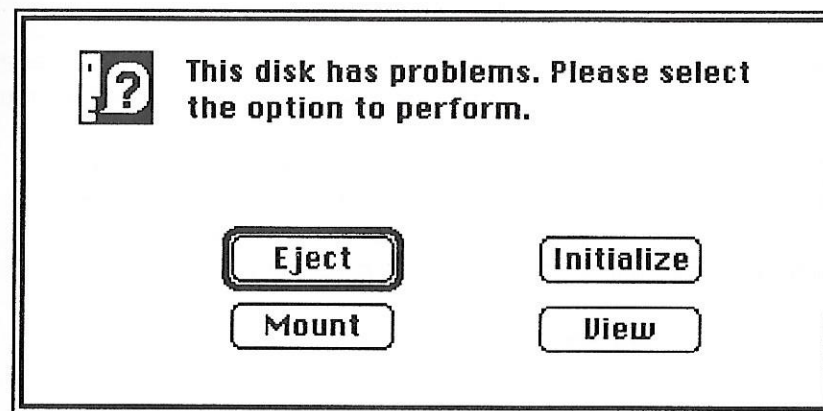 ?
This disk has problems. Please select
the option to perform.
Eject
Initialize
Mount
View